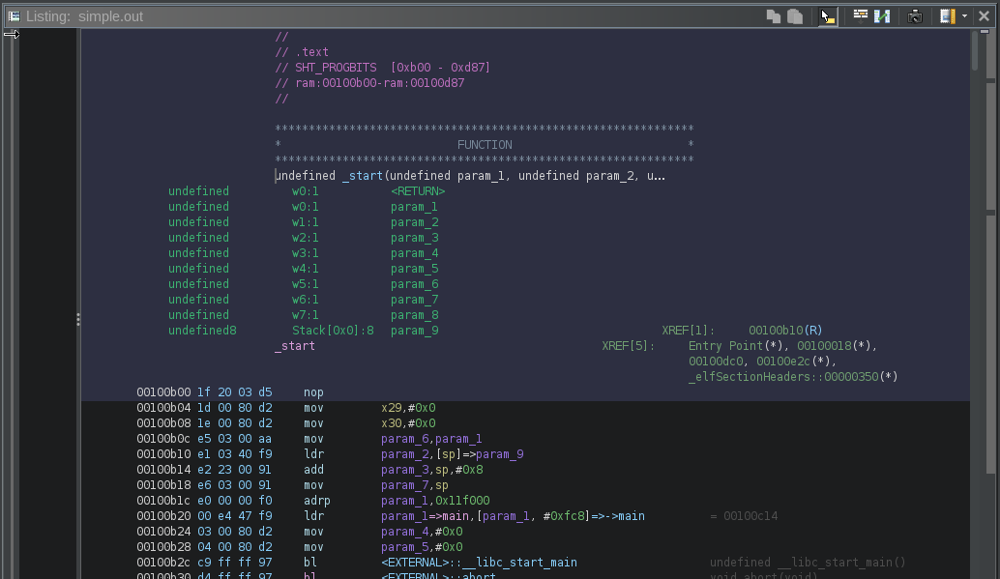 Listing: simple.out
//
// .text
// SHT_PROGBITS  [0xb00 - 0xd87]
// ram:00100b00-ram:00100d87
//
**************************************************************
*                          FUNCTION                          *
**************************************************************
undefined _start(undefined param_1, undefined param_2, u...
undefined w0:1 <RETURN>
undefined w0:1 param_1
undefined w1:1 param_2
undefined w2:1 param_3
undefined w3:1 param_4
undefined w4:1 param_5
undefined w5:1 param_6
undefined w6:1 param_7
undefined w7:1 param_8
undefined8 Stack[0x0]:8 param_9 XREF[1]: 00100b10(R)
_start XREF[5]: Entry Point(*), 00100018(*),
00100dc0, 00100e2c(*),
_elfSectionHeaders::00000350(*)
00100b00 1f 20 03 d5 nop
00100b04 1d 00 80 d2 mov x29,#0x0
00100b08 1e 00 80 d2 mov x30,#0x0
00100b0c e5 03 00 aa mov param_6,param_1
00100b10 e1 03 40 f9 ldr param_2,[sp]=>param_9
00100b14 e2 23 00 91 add param_3,sp,#0x8
00100b18 e6 03 00 91 mov param_7,sp
00100b1c e0 00 00 f0 adrp param_1,0x11f000
00100b20 00 e4 47 f9 ldr param_1=>main,[param_1, #0xfc8]=>->main = 00100c14
00100b24 03 00 80 d2 mov param_4,#0x0
00100b28 04 00 80 d2 mov param_5,#0x0
00100b2c c9 ff ff 97 bl <EXTERNAL>::__libc_start_main undefined __libc_start_main()
00100b30 d4 ff ff 97 bl <EXTERNAL>::abort void abort(void)